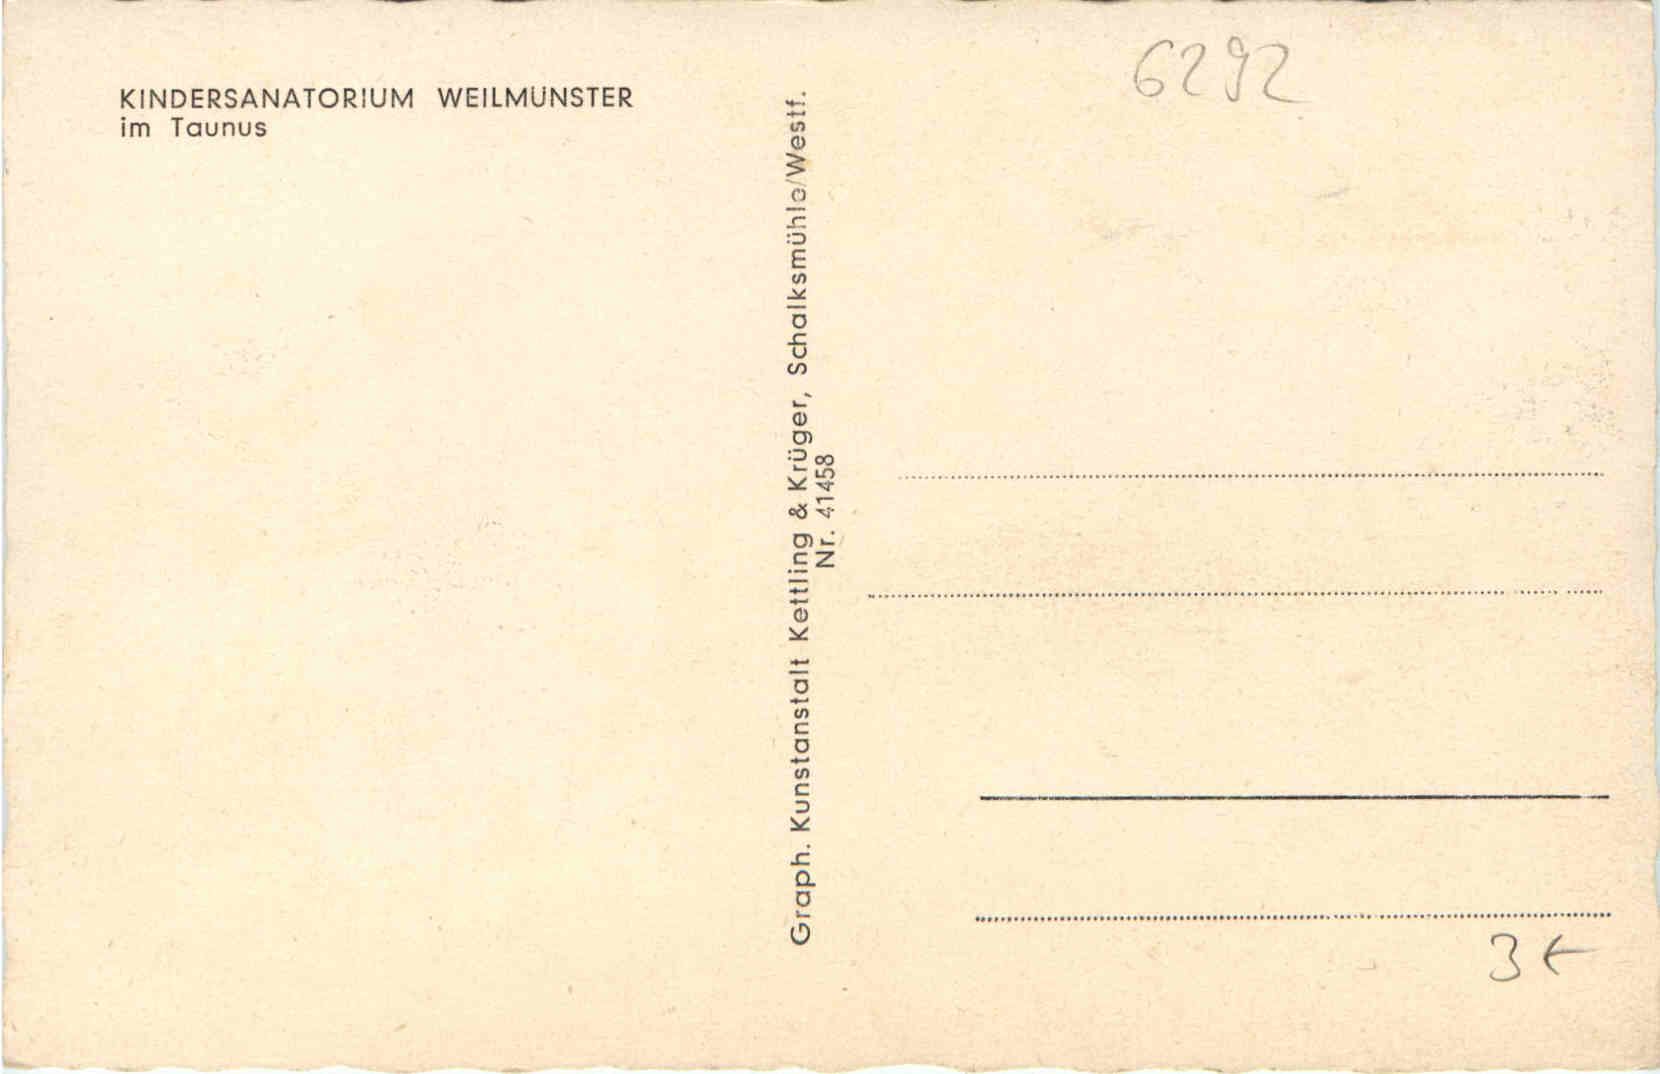 KINDERSANATORIUM WEILMÜNSTER
im Taunus
Graph. Kunstanstalt Kettling & Krüger, Schalksmühle/Westf.
Nr. 41458
6292
3 €